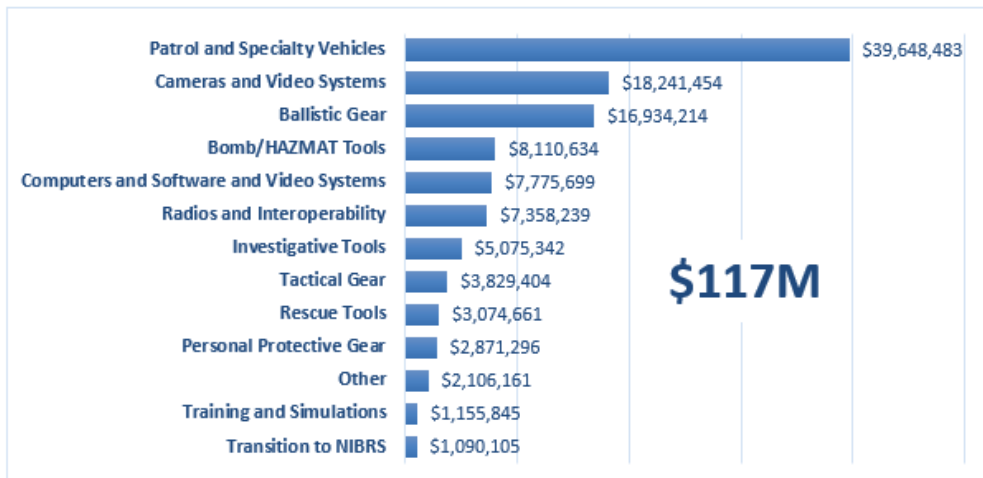 Patrol and Specialty Vehicles $39,648,483
Cameras and Video Systems $18,241,454
Ballistic Gear $16,934,214
Bomb/HAZMAT Tools $8,110,634
Computers and Software and Video Systems $7,775,699
Radios and Interoperability $7,358,239
Investigative Tools $5,075,342
Tactical Gear $3,829,404
$117M
Rescue Tools $3,074,661
Personal Protective Gear $2,871,296
Other $2,106,161
Training and Simulations $1,155,845
Transition to NIBRS $1,090,105